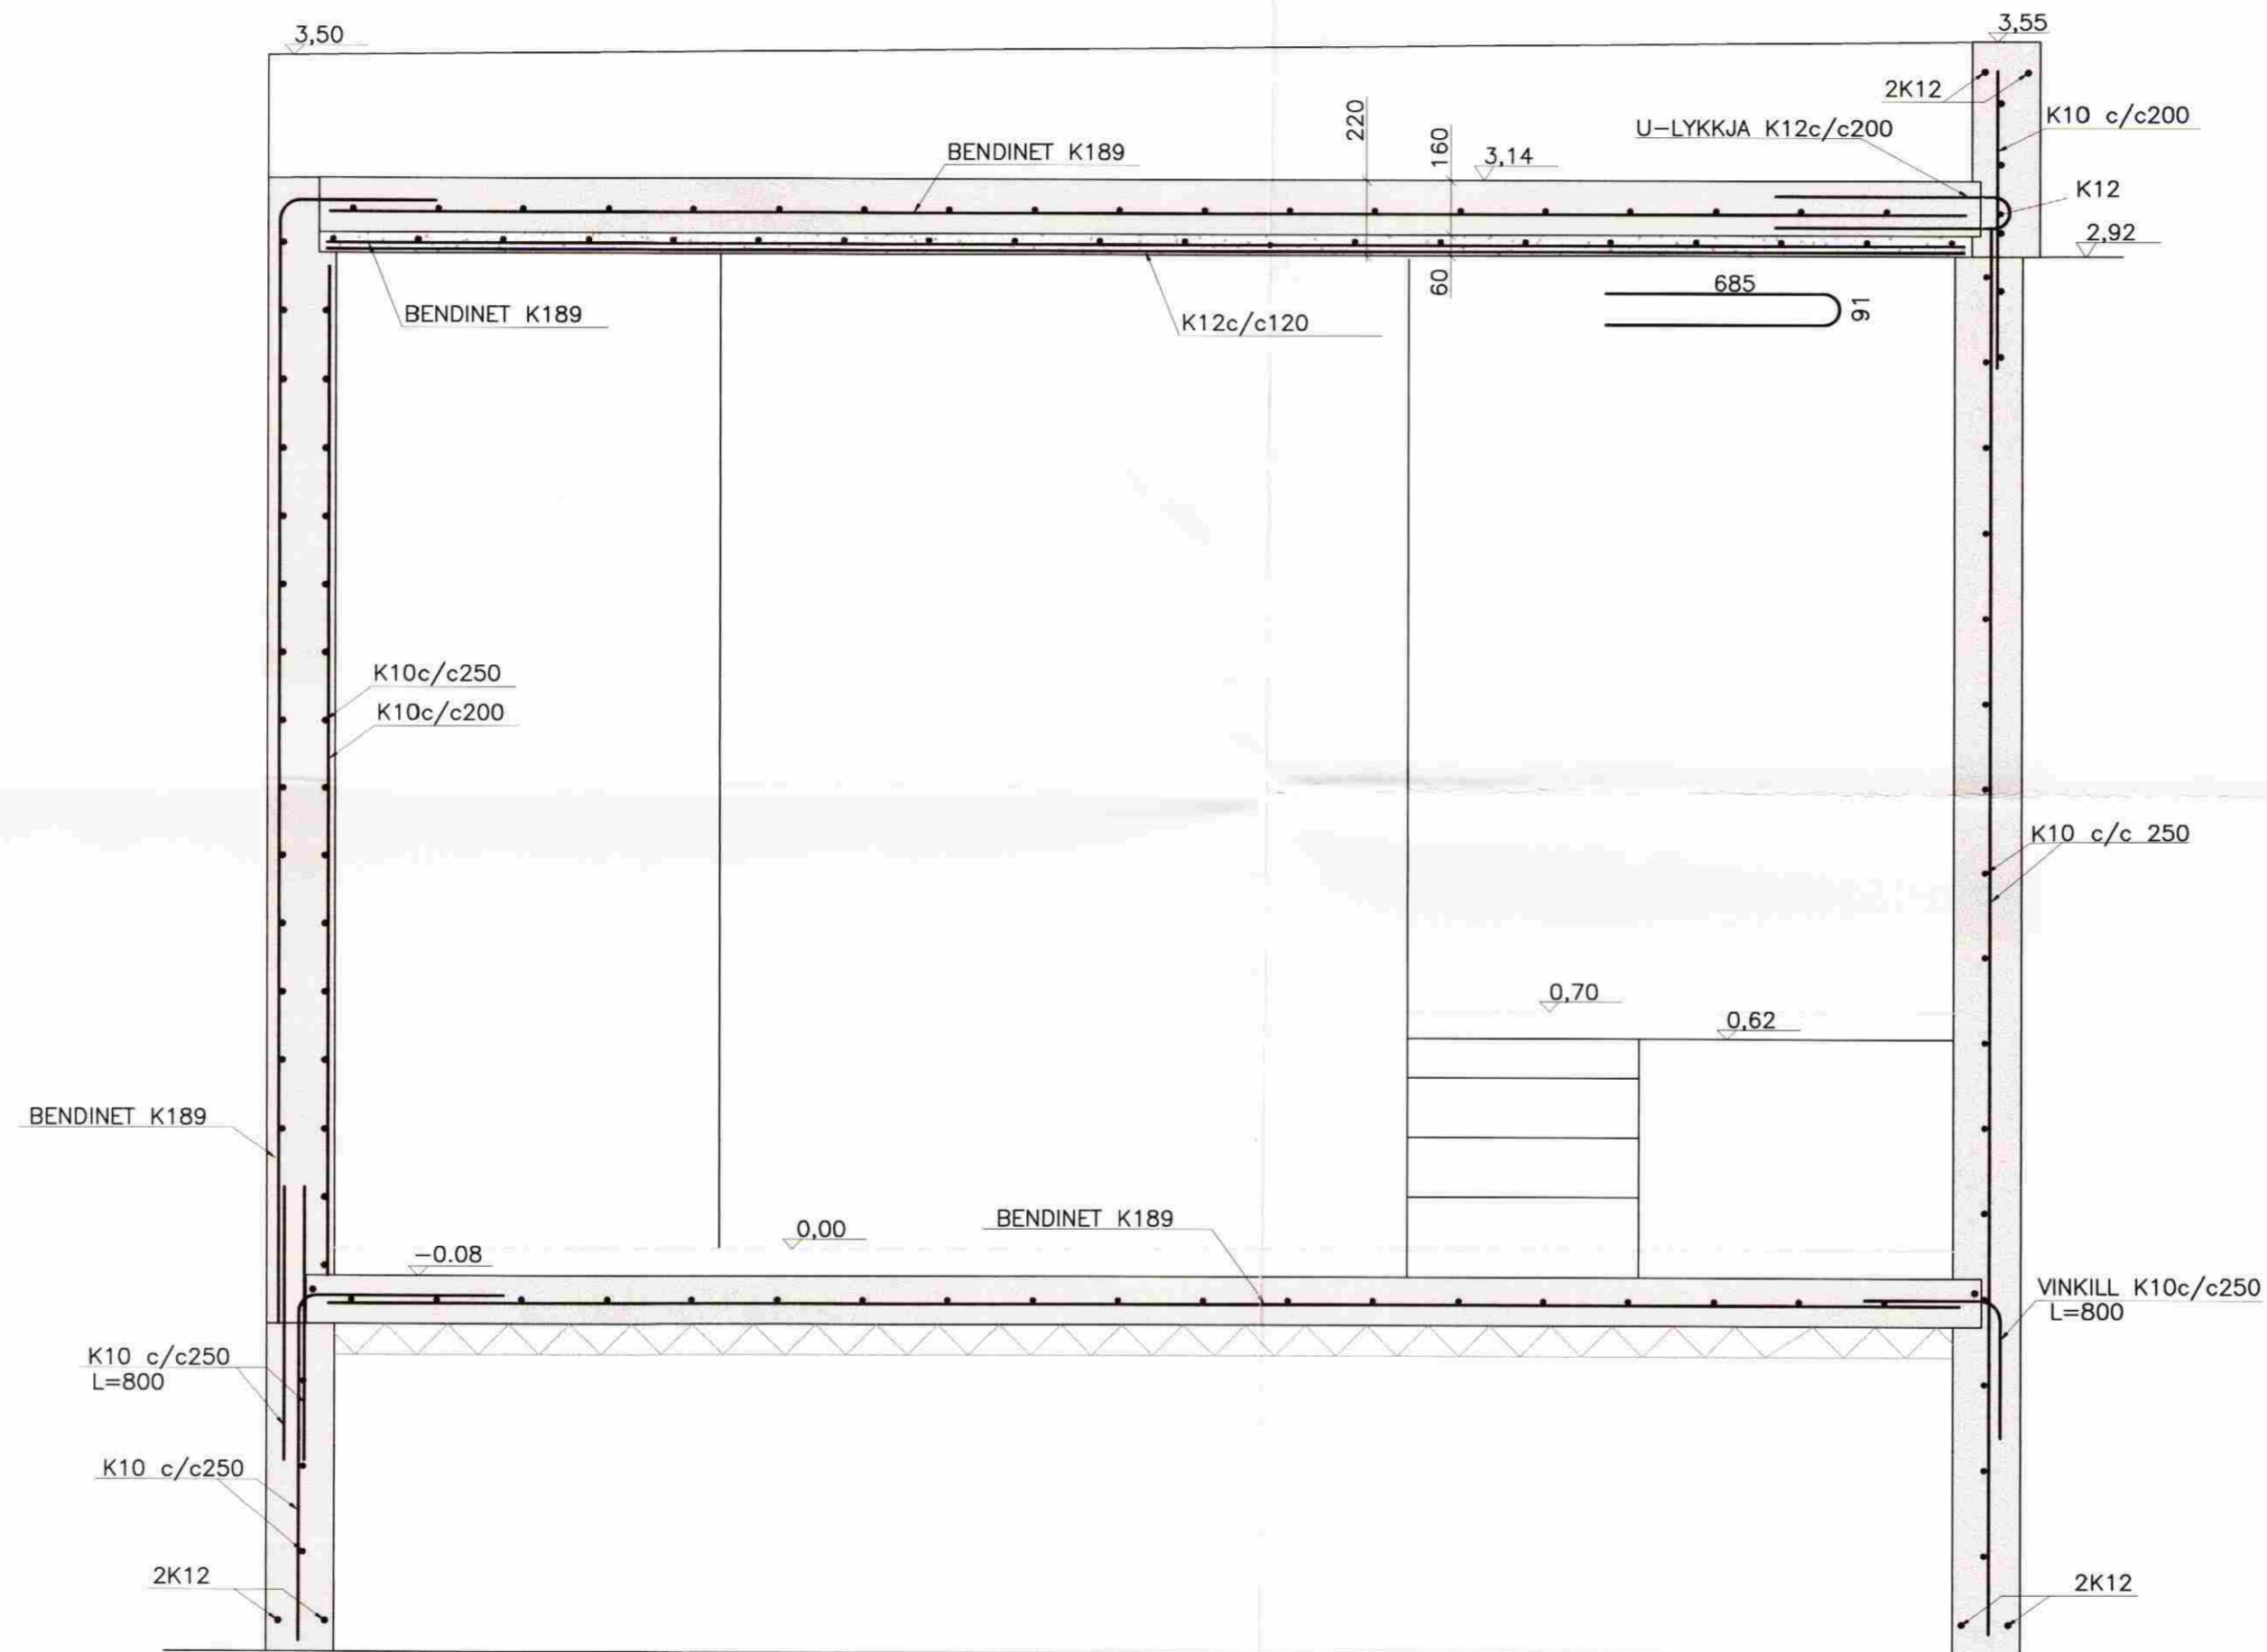 3,50
3,55
2K12
K10 c/c200
U-LYKKJA K12c/c200
220
160
BENDINET K189
3,14
K12
2,92
60
685
91
BENDINET K189
K12c/c120
K10c/c250
K10c/c200
K10 c/c 250
0,70
0,62
BENDINET K189
0,00
BENDINET K189
-0.08
VINKILL K10c/c250
L=800
K10 c/c250
L=800
K10 c/c250
2K12
2K12